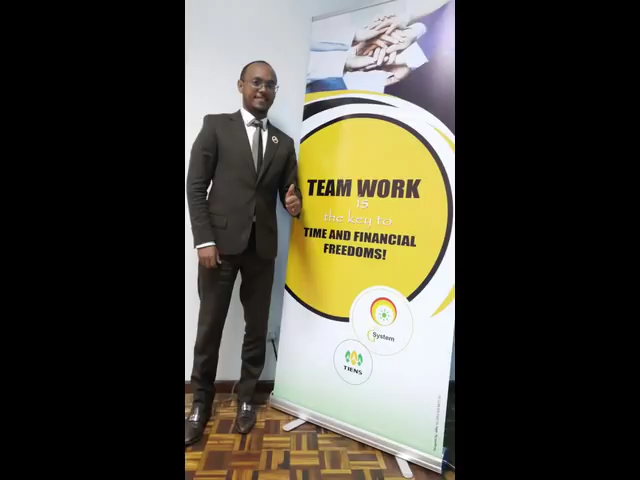 TEAM WORK
is
the key to
TIME AND FINANCIAL
FREEDOMS!
System
TIENS